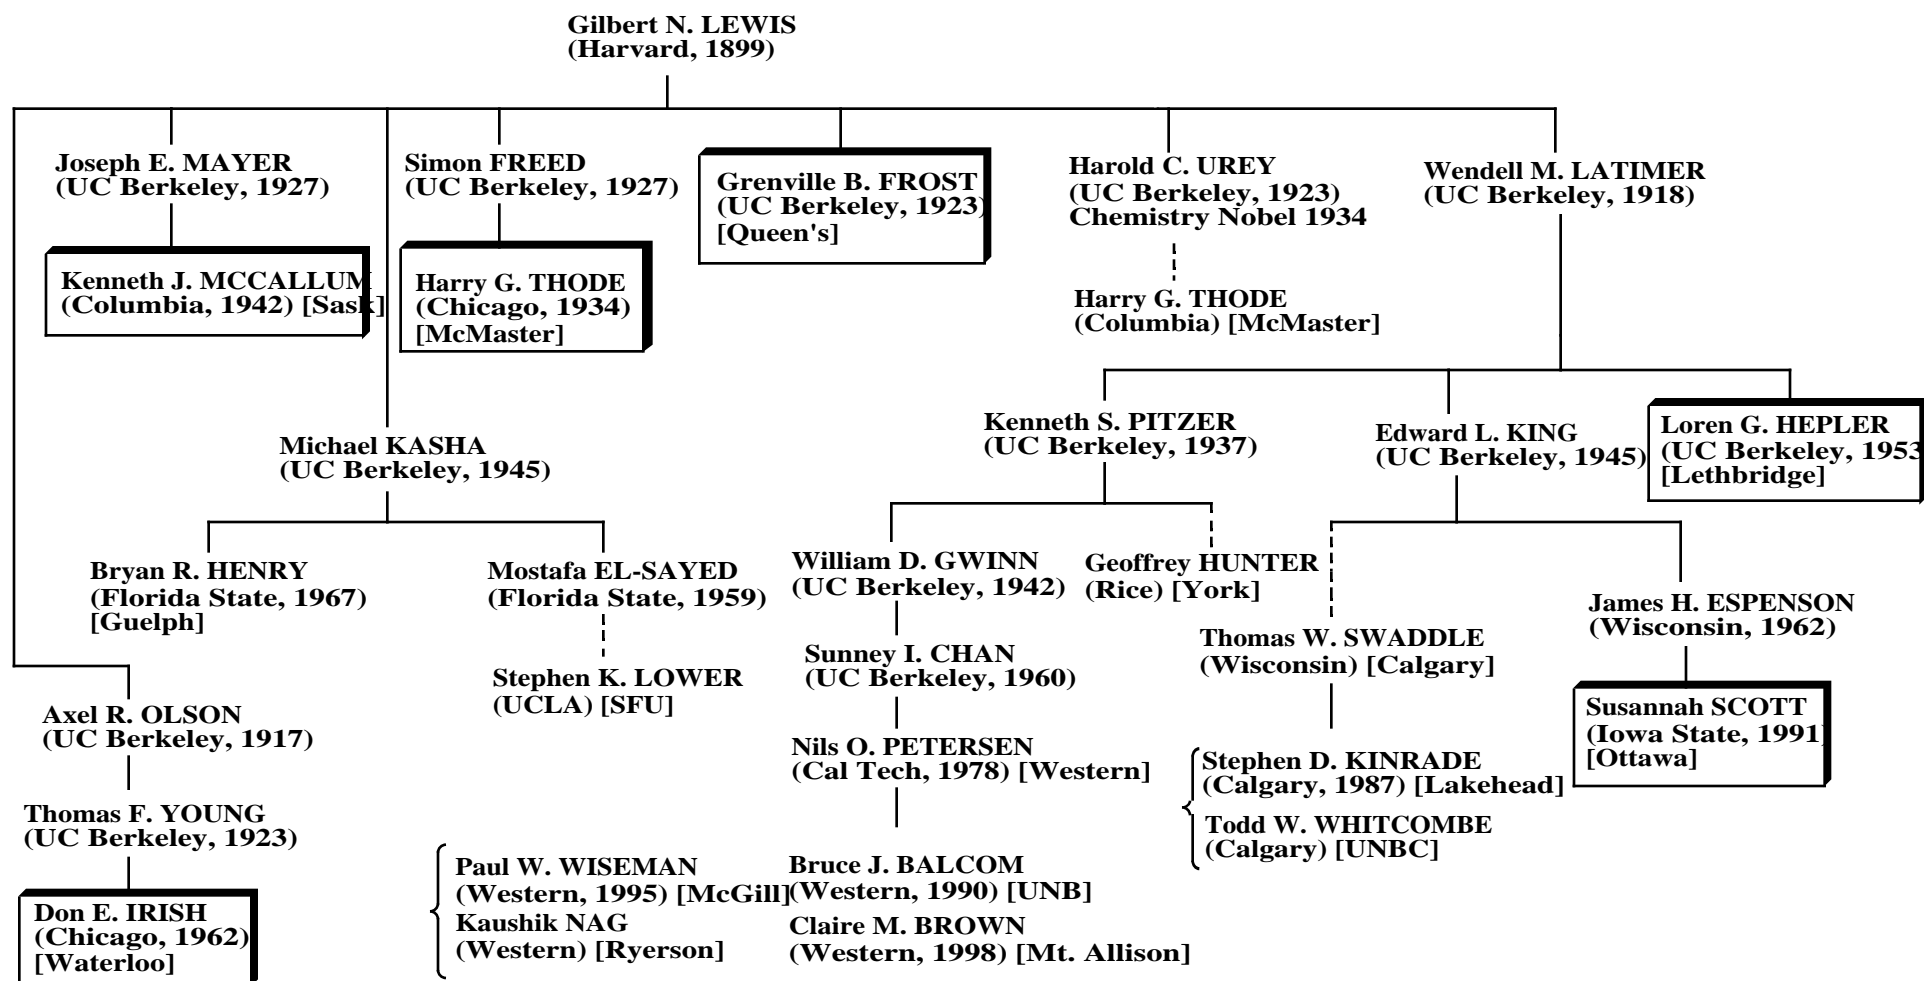 Gilbert N. LEWIS
(Harvard, 1899)
Joseph E. MAYER
(UC Berkeley, 1927)
Simon FREED
(UC Berkeley, 1927)
Grenville B. FROST
(UC Berkeley, 1923)
[Queen's]
Harold C. UREY
(UC Berkeley, 1923)
Chemistry Nobel 1934
Wendell M. LATIMER
(UC Berkeley, 1918)
Kenneth J. MCCALLUM
(Columbia, 1942) [Sask]
Harry G. THODE
(Chicago, 1934)
[McMaster]
Harry G. THODE
(Columbia) [McMaster]
Michael KASHA
(UC Berkeley, 1945)
Kenneth S. PITZER
(UC Berkeley, 1937)
Edward L. KING
(UC Berkeley, 1945)
Loren G. HEPLER
(UC Berkeley, 1953
[Lethbridge]
Bryan R. HENRY
(Florida State, 1967)
[Guelph]
Mostafa EL-SAYED
(Florida State, 1959)
William D. GWINN
(UC Berkeley, 1942)
Geoffrey HUNTER
(Rice) [York]
James H. ESPENSON
(Wisconsin, 1962)
Stephen K. LOWER
(UCLA) [SFU]
Sunney I. CHAN
(UC Berkeley, 1960)
Thomas W. SWADDLE
(Wisconsin) [Calgary]
Susannah SCOTT
(Iowa State, 1991)
[Ottawa]
Axel R. OLSON
(UC Berkeley, 1917)
Nils O. PETERSEN
(Cal Tech, 1978) [Western]
Stephen D. KINRADE
(Calgary, 1987) [Lakehead]
Todd W. WHITCOMBE
(Calgary) [UNBC]
Thomas F. YOUNG
(UC Berkeley, 1923)
Paul W. WISEMAN
(Western, 1995) [McGill]
Kaushik NAG
(Western) [Ryerson]
Bruce J. BALCOM
(Western, 1990) [UNB]
Claire M. BROWN
(Western, 1998) [Mt. Allison]
Don E. IRISH
(Chicago, 1962)
[Waterloo]